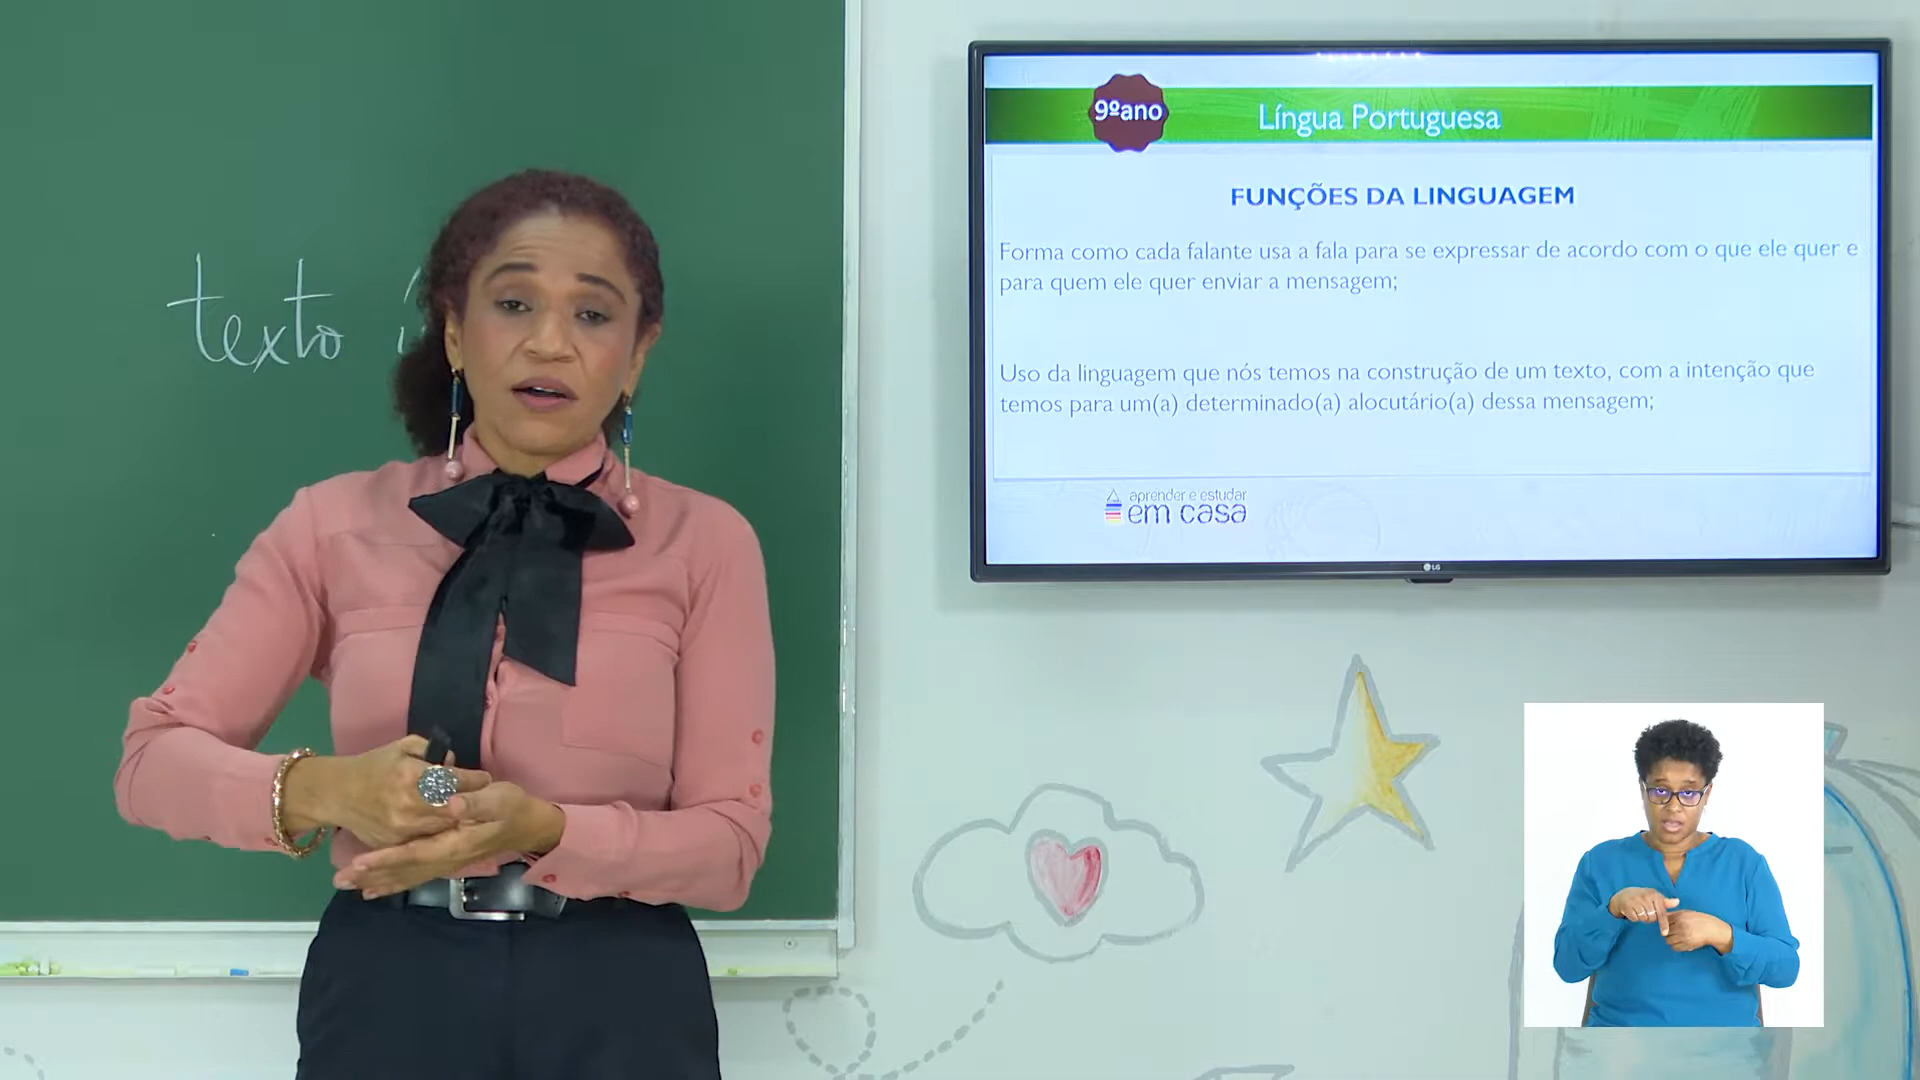 texto
9ºano
Língua Portuguesa
FUNÇÕES DA LINGUAGEM
Forma como cada falante usa a fala para se expressar de acordo com o que ele quer e
para quem ele quer enviar a mensagem;
Uso da linguagem que nós temos na construção de um texto, com a intenção que
temos para um(a) determinado(a) alocutário(a) dessa mensagem;
aprender e estudar
em casa
LG